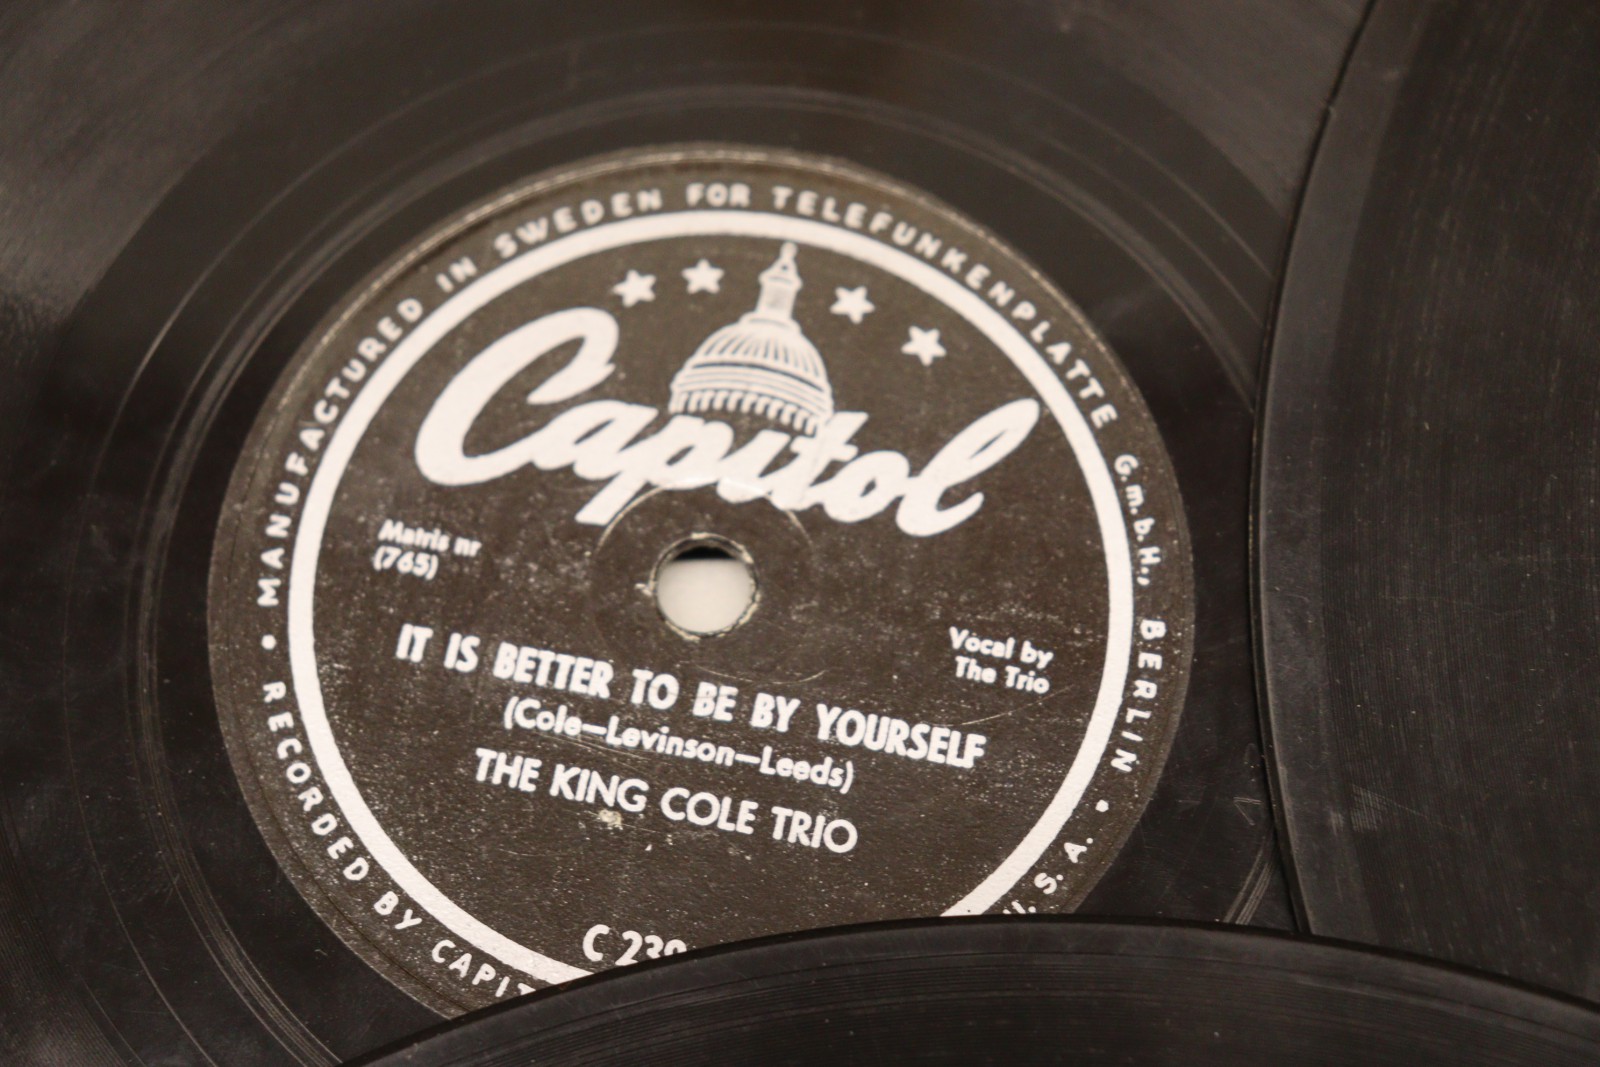 • MANUFACTURED IN SWEDEN FOR TELEFUNKENPLATTE G.m.b.H., BERLIN •
Capitol
Matris nr
(765)
Vocal by
The Trio
IT IS BETTER TO BE BY YOURSELF
(Cole—Levinson—Leeds)
THE KING COLE TRIO
C
RECORDED BY
U.S.A.